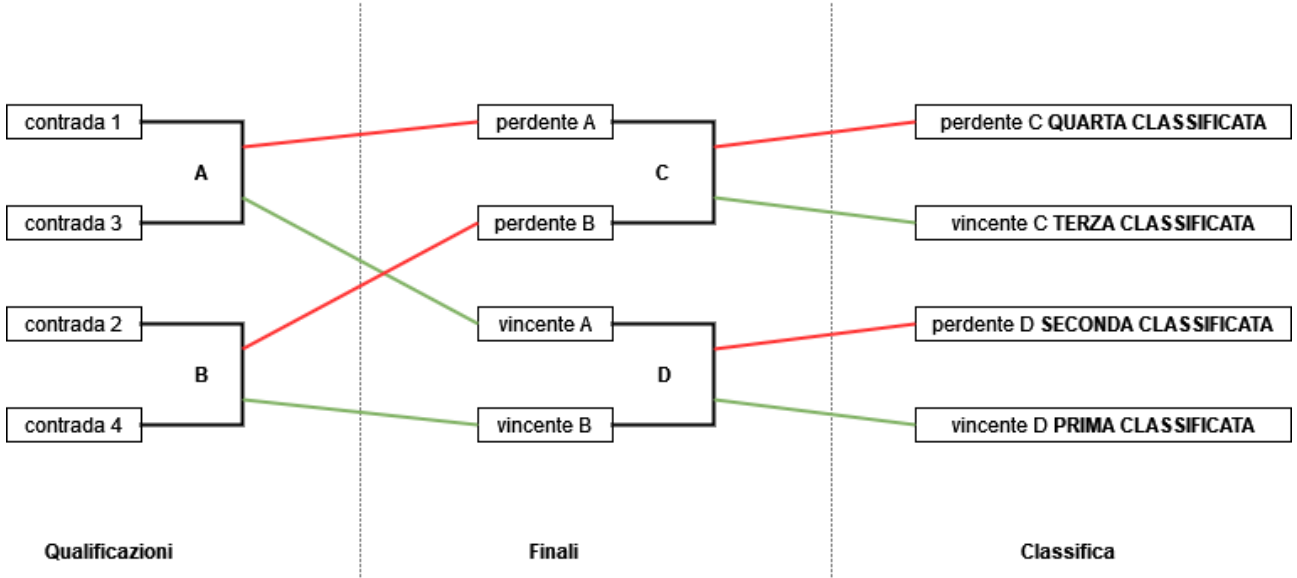 contrada 1
perdente A
perdente C QUARTA CLASSIFICATA
A
C
contrada 3
perdente B
vincente C TERZA CLASSIFICATA
contrada 2
vincente A
perdente D SECONDA CLASSIFICATA
B
D
contrada 4
vincente B
vincente D PRIMA CLASSIFICATA
Qualificazioni
Finali
Classifica